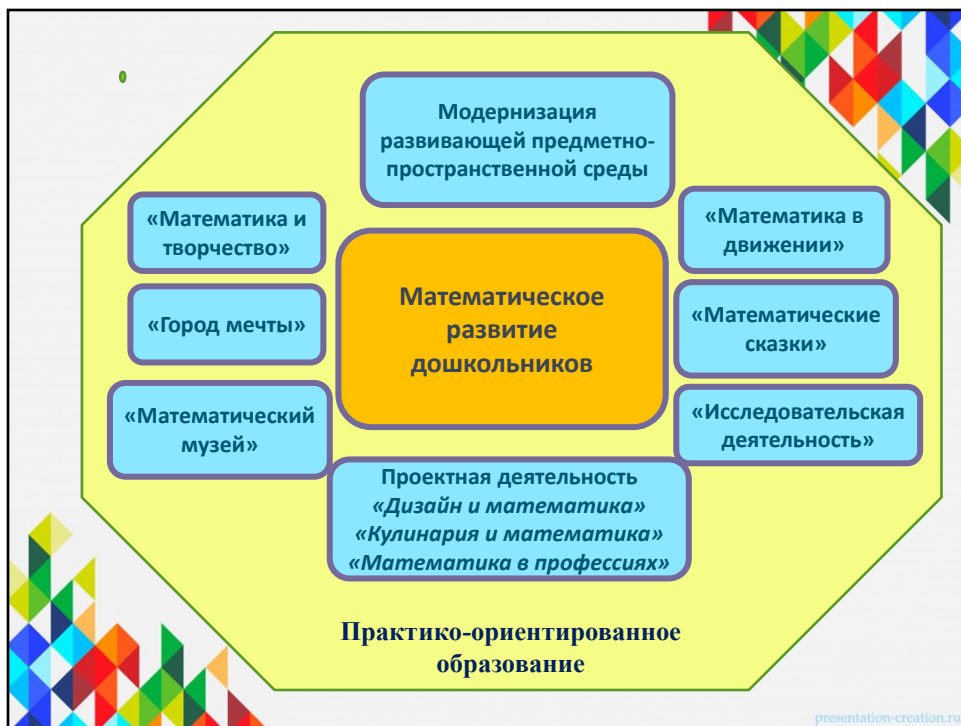 Модернизация
развивающей предметно-
пространственной среды
«Математика и
творчество»
«Математика в
движении»
Математическое
развитие
дошкольников
«Город мечты»
«Математические
сказки»
«Математический
музей»
«Исследовательская
деятельность»
Проектная деятельность
«Дизайн и математика»
«Кулинария и математика»
«Математика в профессиях»
Практико-ориентированное
образование
presentation-creation.ru